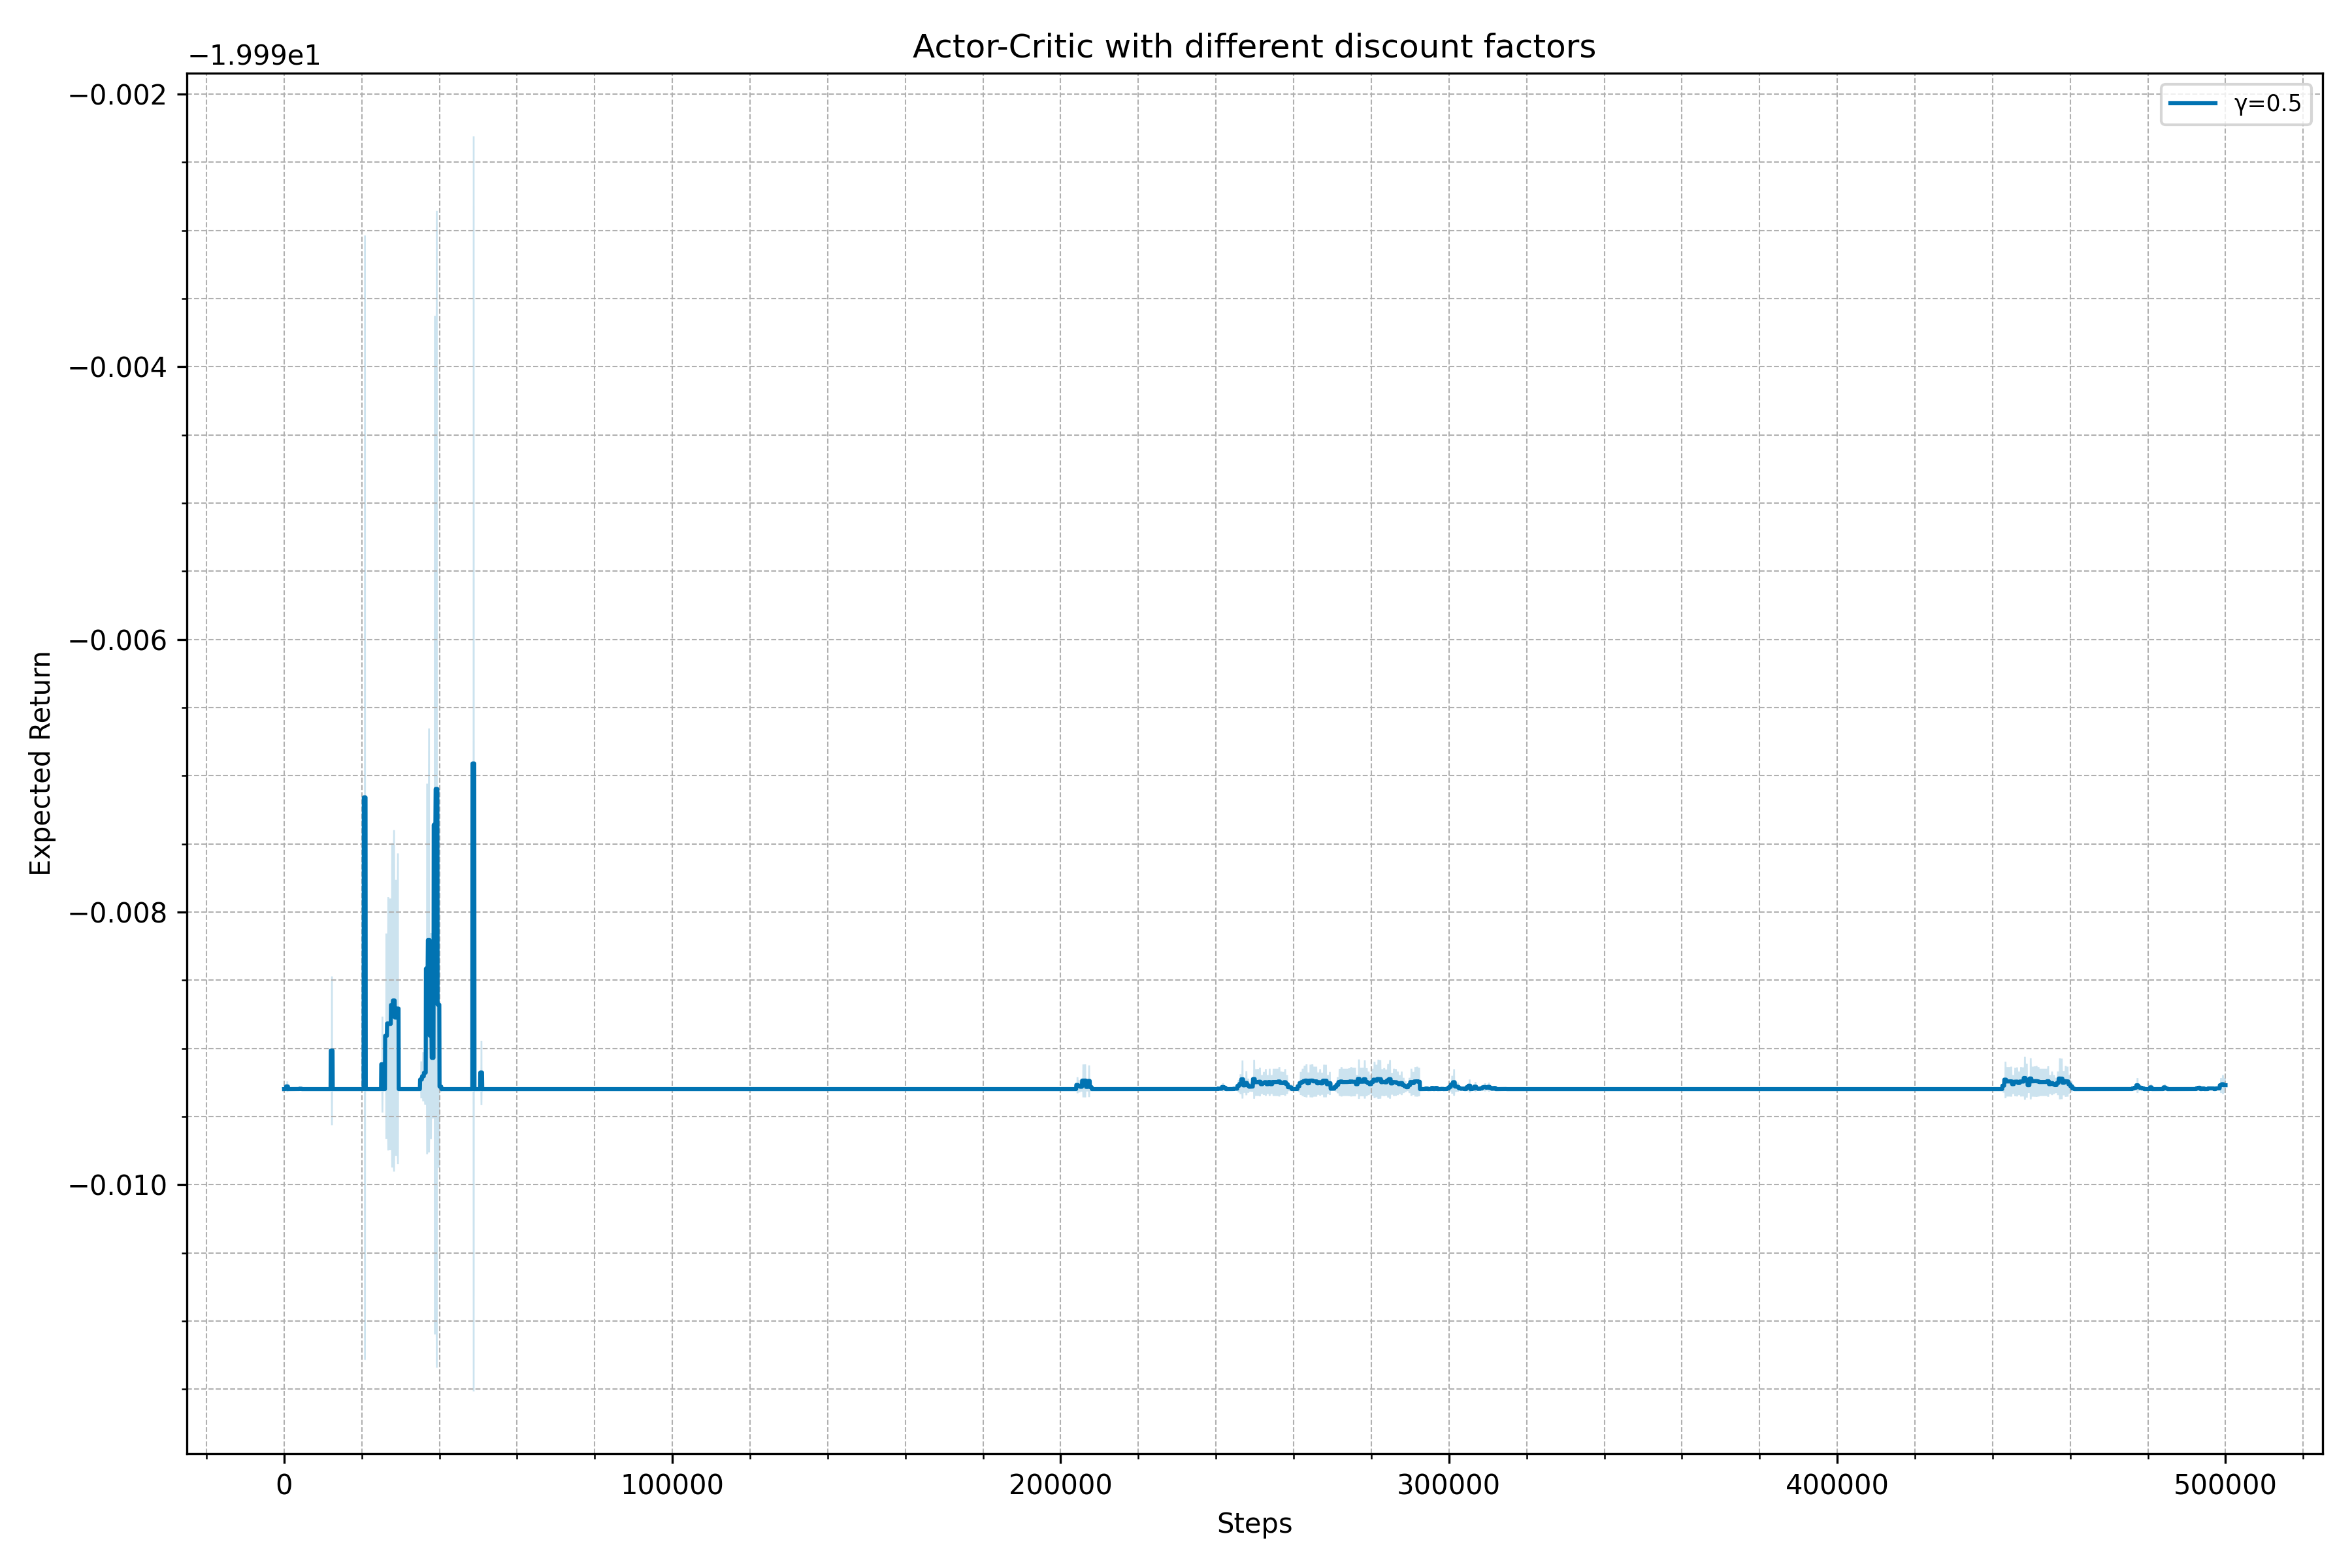 Actor-Critic with different discount factors
−1.999e1
γ=0.5
−0.002
−0.004
−0.006
−0.008
−0.010
Expected Return
0
100000
200000
300000
400000
500000
Steps